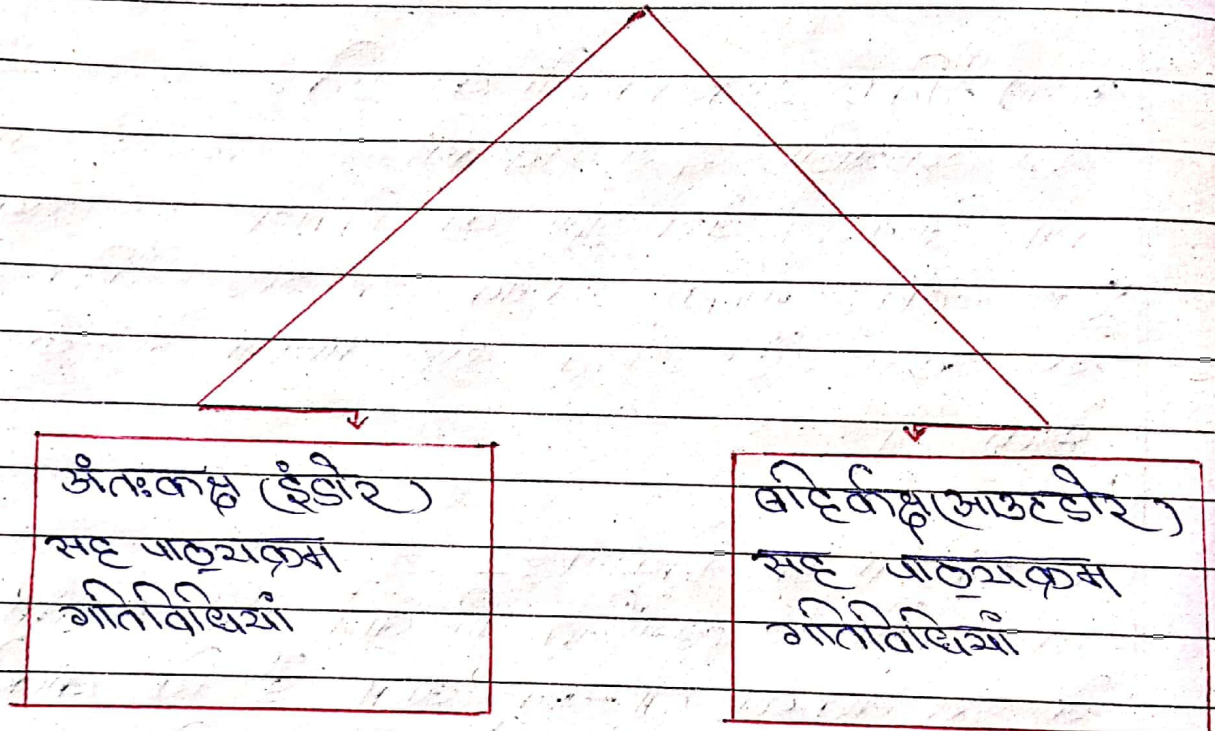 अंतःकक्ष (इंडोर)
सह पाठ्यक्रम
गतिविधियाँ
बहिर्कक्ष (आउटडोर)
सह पाठ्यक्रम
गतिविधियाँ